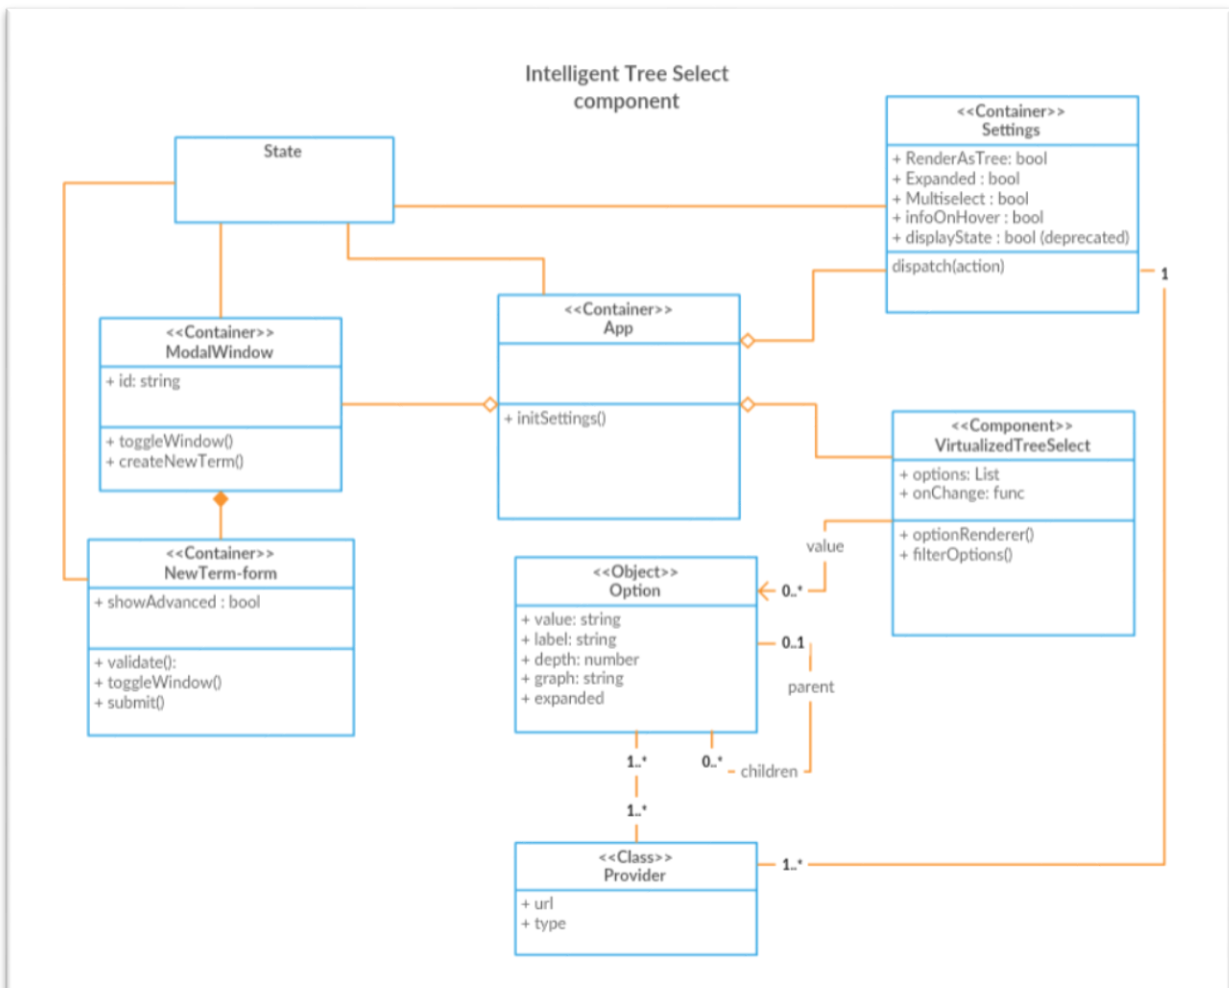 Intelligent Tree Select
component
State
<<Container>>
Settings
+ RenderAsTree: bool
+ Expanded : bool
+ Multiselect : bool
+ infoOnHover : bool
+ displayState : bool (deprecated)
dispatch(action)
1
<<Container>>
App
+ initSettings()
<<Container>>
ModalWindow
+ id: string
+ toggleWindow()
+ createNewTerm()
<<Component>>
VirtualizedTreeSelect
+ options: List
+ onChange: func
+ optionRenderer()
+ filterOptions()
<<Container>>
NewTerm-form
+ showAdvanced : bool
+ validate():
+ toggleWindow()
+ submit()
value
0..*
<<Object>>
Option
+ value: string
+ label: string
+ depth: number
+ graph: string
+ expanded
0..1
parent
1..*
0..*
children
1..*
<<Class>>
Provider
+ url
+ type
1..*